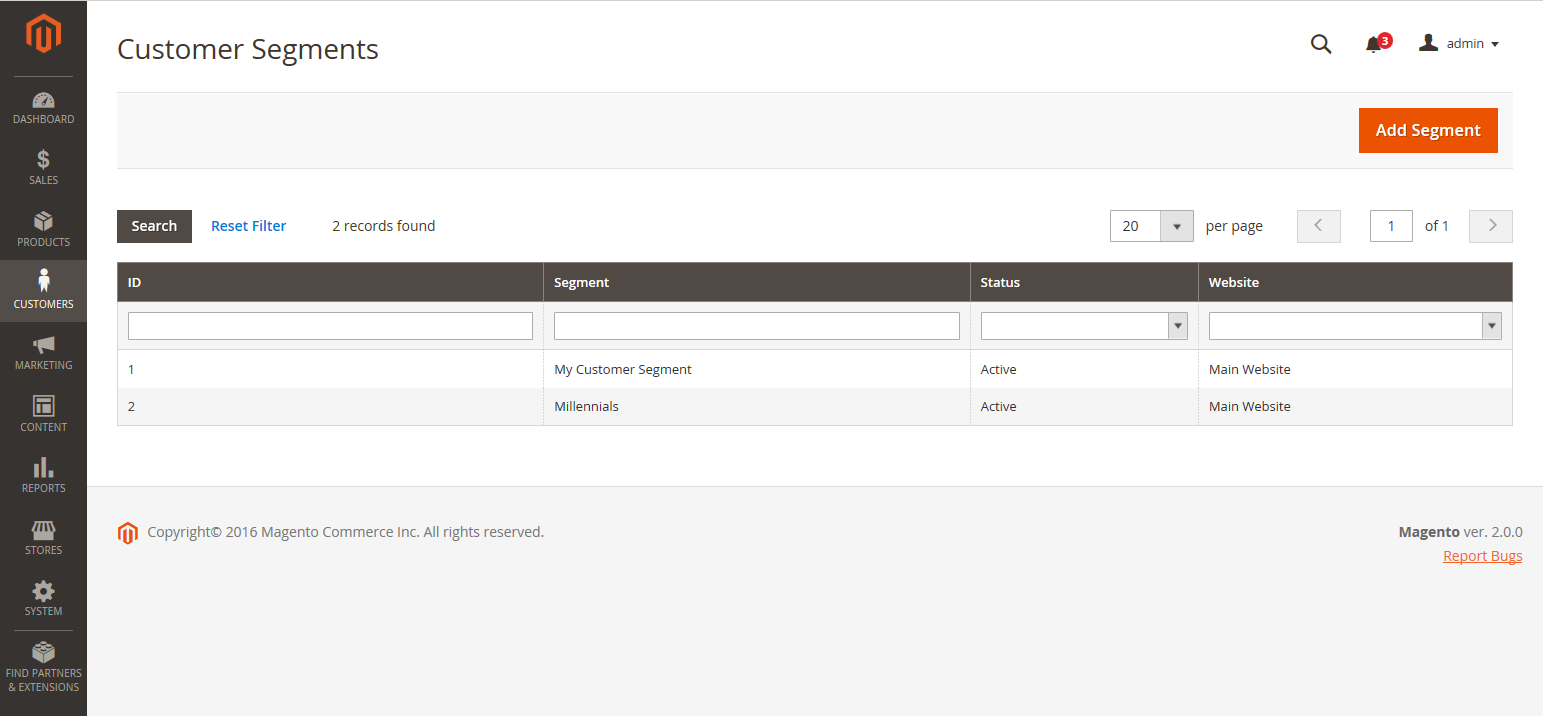 Customer Segments
3
admin
DASHBOARD
SALES
PRODUCTS
CUSTOMERS
MARKETING
CONTENT
REPORTS
STORES
SYSTEM
FIND PARTNERS
& EXTENSIONS
Add Segment
Search Reset Filter 2 records found 20 per page 1 of 1
ID Segment Status Website
1 My Customer Segment Active Main Website
2 Millennials Active Main Website
Copyright© 2016 Magento Commerce Inc. All rights reserved.
Magento ver. 2.0.0
Report Bugs